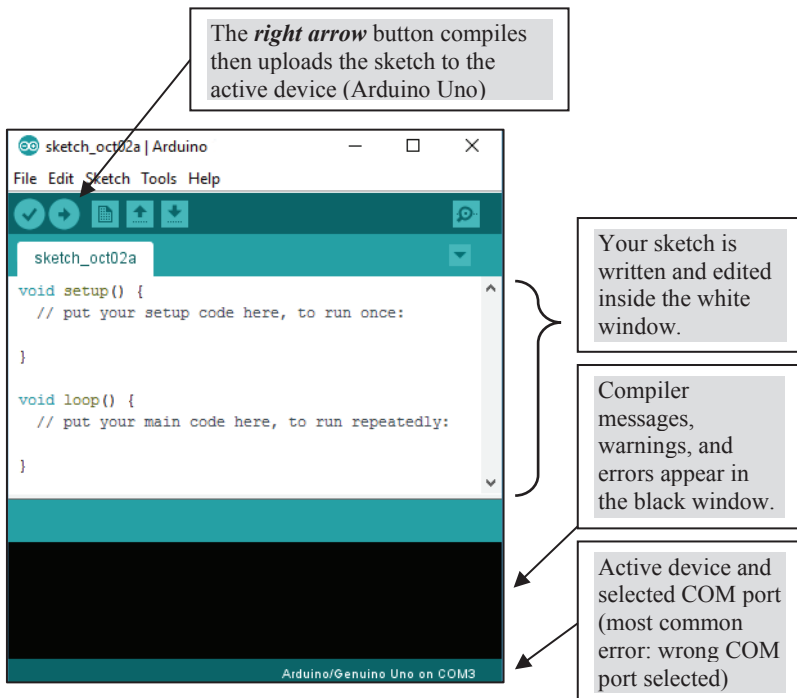 The right arrow button compiles
then uploads the sketch to the
active device (Arduino Uno)
sketch_oct02a | Arduino
File Edit Sketch Tools Help
sketch_oct02a
void setup() {
// put your setup code here, to run once:
}
void loop() {
// put your main code here, to run repeatedly:
}
Arduino/Genuino Uno on COM3
Your sketch is
written and edited
inside the white
window.
Compiler
messages,
warnings, and
errors appear in
the black window.
Active device and
selected COM port
(most common
error: wrong COM
port selected)